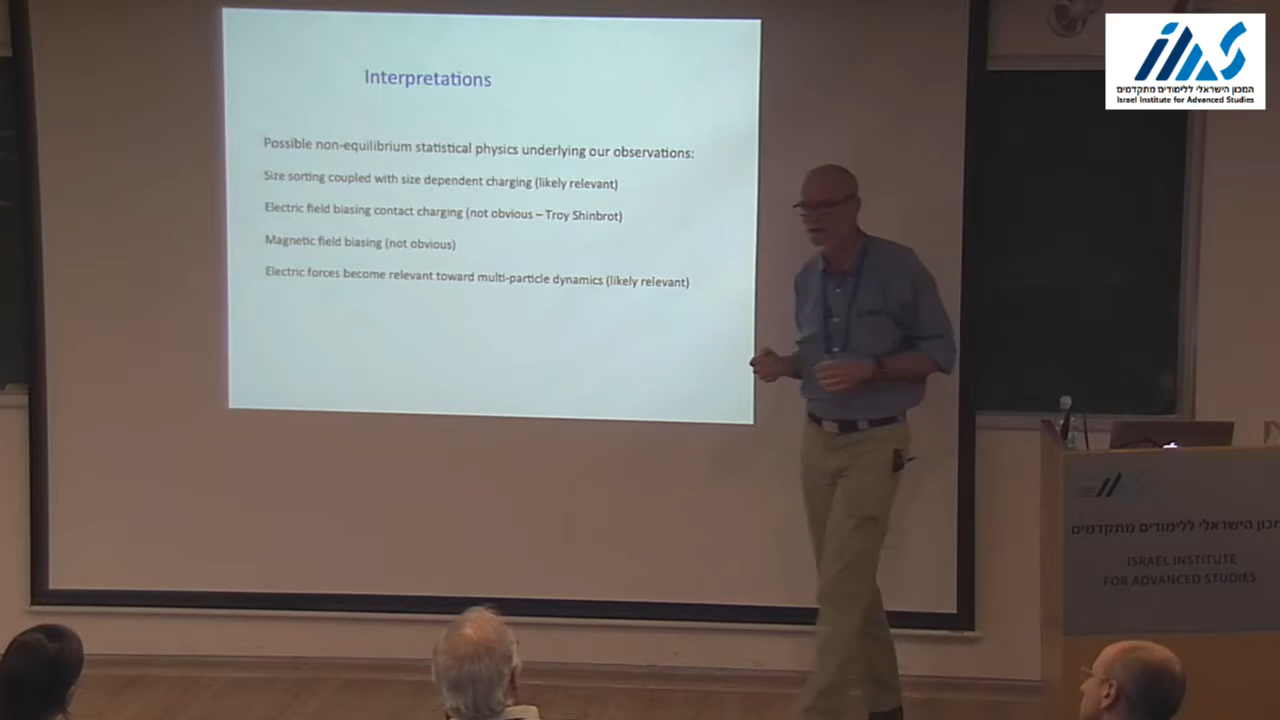 Interpretations
Possible non-equilibrium statistical physics underlying our observations:
Size sorting coupled with size dependent charging (likely relevant)
Electric field biasing contact charging (not obvious – Troy Shinbrot)
Magnetic field biasing (not obvious)
Electric forces become relevant toward multi-particle dynamics (likely relevant)
המכון הישראלי ללימודים מתקדמים
Israel Institute for Advanced Studies
הישראלי ללימודים מתקדמים
ISRAEL INSTITUTE
FOR ADVANCED STUDIES